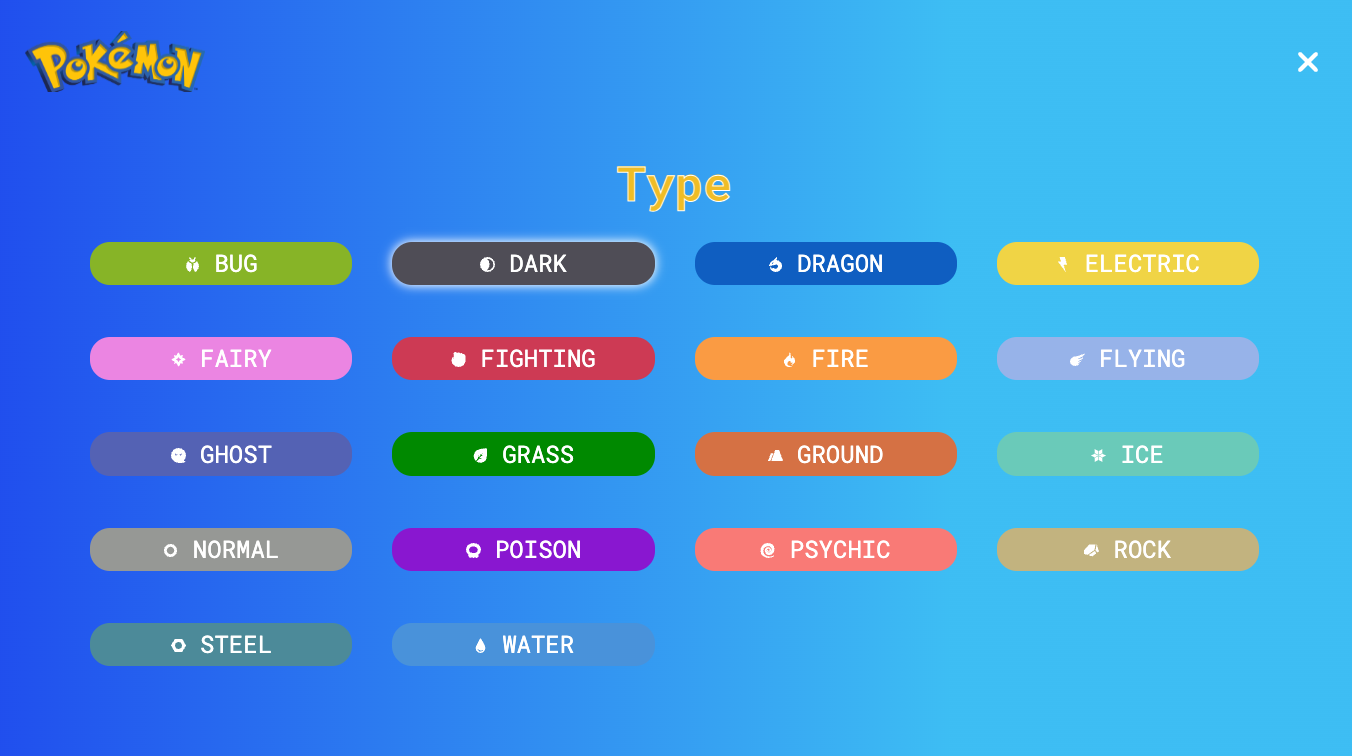 POKéMON
Type
BUG DARK DRAGON ELECTRIC
FAIRY FIGHTING FIRE FLYING
GHOST GRASS GROUND ICE
NORMAL POISON PSYCHIC ROCK
STEEL WATER